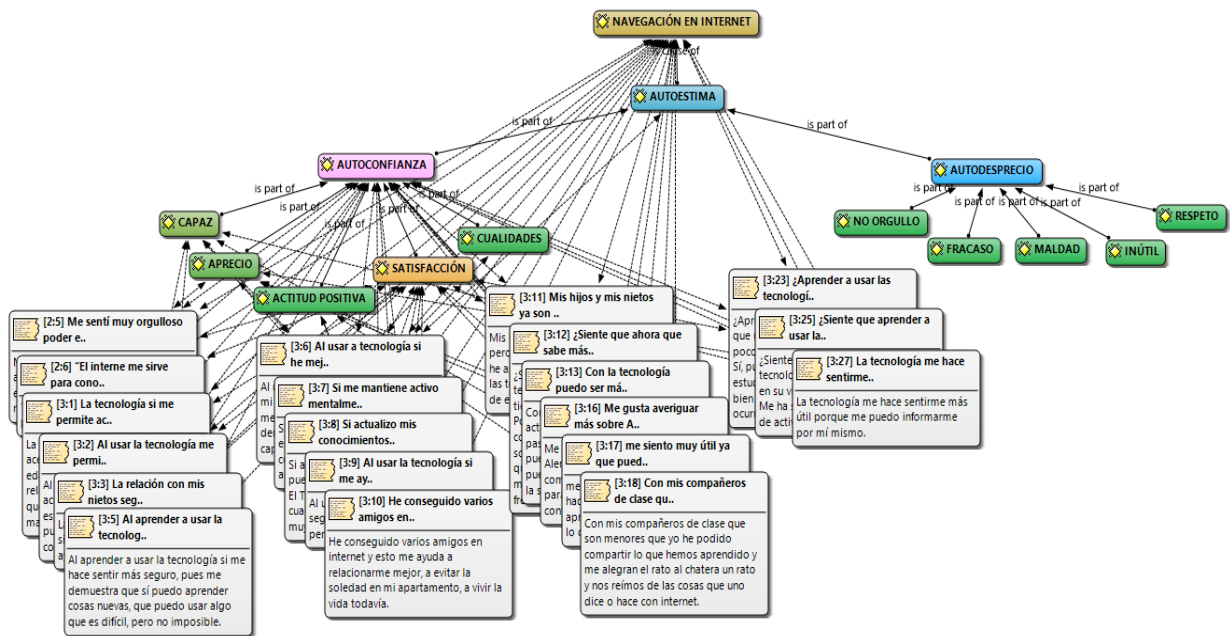 NAVEGACIÓN EN INTERNET
is cause of
AUTOESTIMA
is part of
is part of
AUTOCONFIANZA
AUTODESPRECIO
is part of
is part of
is part of
is part of
is part of
is part of
is part of
CAPAZ
CUALIDADES
NO ORGULLO
RESPETO
FRACASO
MALDAD
INÚTIL
APRECIO
SATISFACCIÓN
ACTITUD POSITIVA
[2:5] Me sentí muy orgulloso
poder e..
[2:6] "El interne me sirve
para cono..
[3:1] La tecnología si me
permite ac..
[3:2] Al usar la tecnología me
permi..
[3:3] La relación con mis
nietos seg..
[3:5] Al aprender a usar la
tecnolog..
Al aprender a usar la tecnología si me
hace sentir más seguro, pues me
demuestra que sí puedo aprender
cosas nuevas, que puedo usar algo
que es difícil, pero no imposible.
[3:6] Al usar a tecnología si
he mej..
[3:7] Si me mantiene activo
mentalme..
[3:8] Si actualizo mis
conocimientos..
[3:9] Al usar la tecnología si
me ay..
[3:10] He conseguido varios
amigos en..
He conseguido varios amigos en
internet y esto me ayuda a
relacionarme mejor, a evitar la
soledad en mi apartamento, a vivir la
vida todavía.
[3:11] Mis hijos y mis nietos
ya son ..
[3:12] ¿Siente que ahora que
sabe más..
[3:13] Con la tecnología
puedo ser má..
[3:16] Me gusta averiguar
más sobre A..
[3:17] me siento muy útil ya
que pued..
[3:18] Con mis compañeros
de clase qu..
Con mis compañeros de clase que
son menores que yo he podido
compartir lo que hemos aprendido y
me alegran el rato al chatera un rato
y nos reímos de las cosas que uno
dice o hace con internet.
[3:23] ¿Aprender a usar las
tecnologí..
[3:25] ¿Siente que aprender a
usar la..
[3:27] La tecnología me hace
sentirme..
La tecnología me hace sentirme más
útil porque me puedo informarme
por mí mismo.